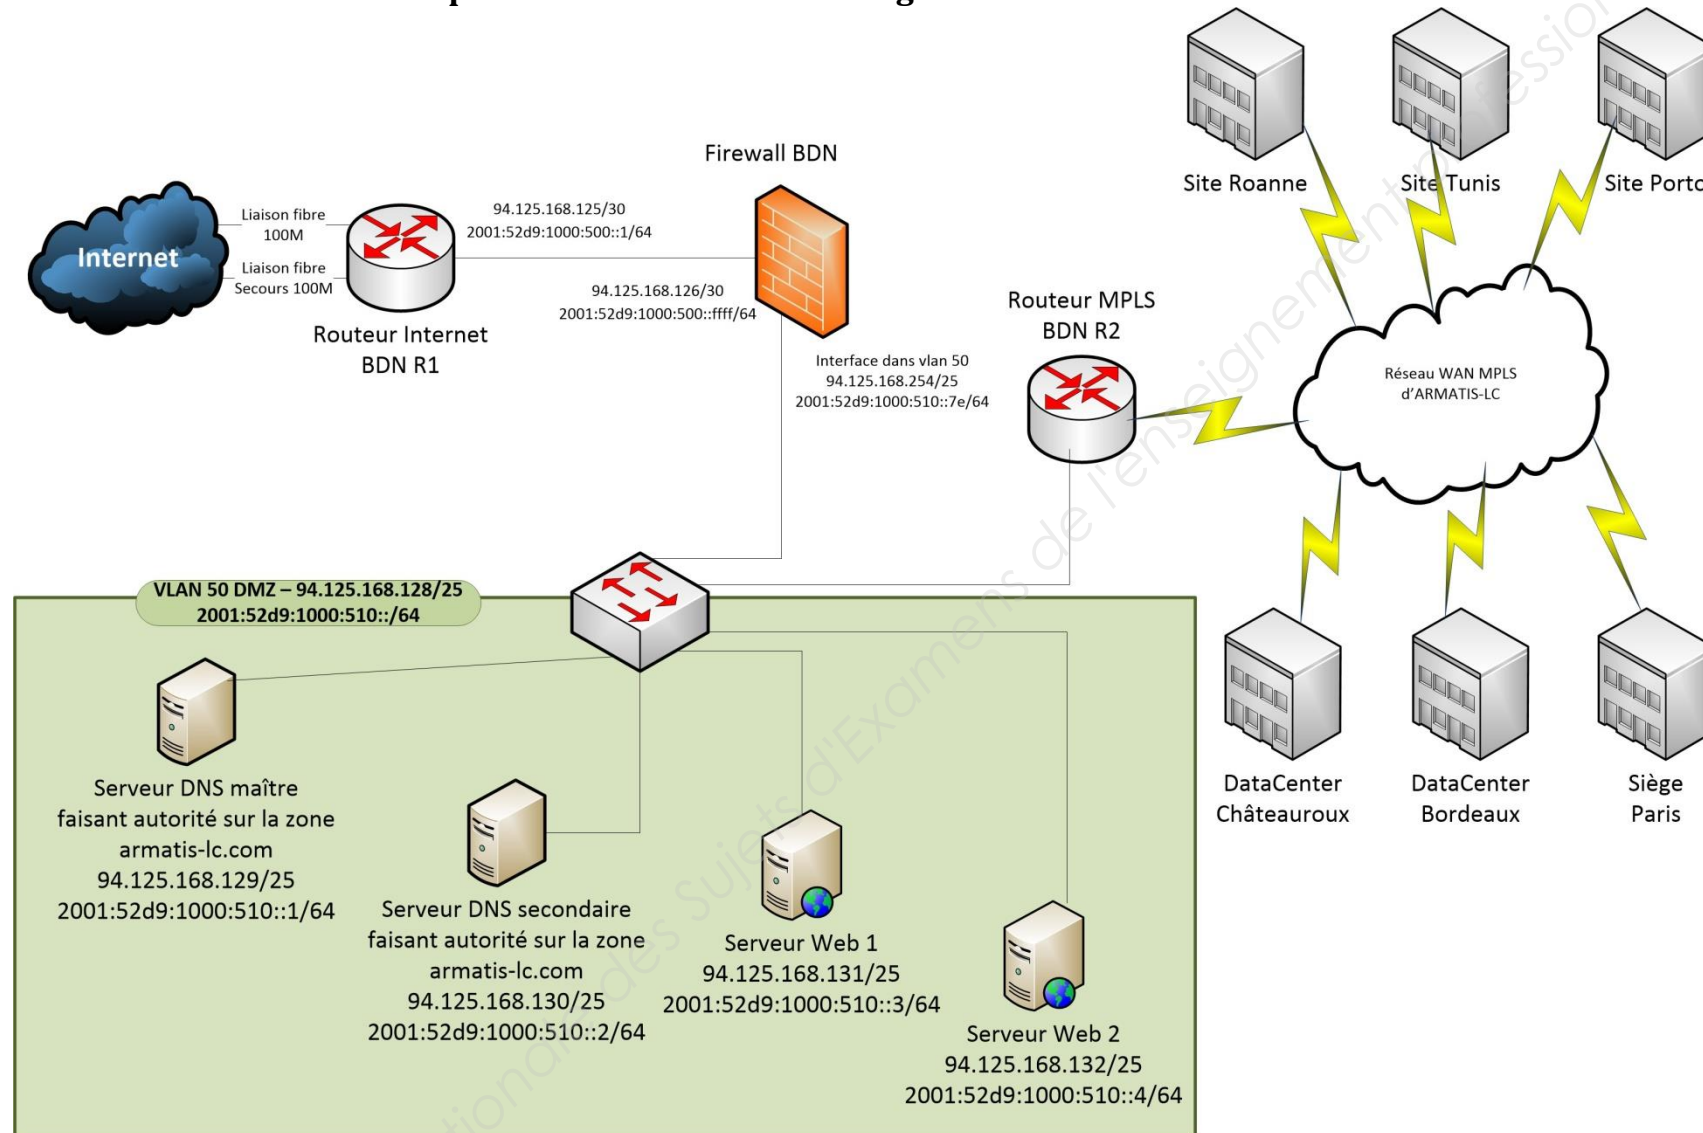 Site Roanne
Site Tunis
Site Porto
Firewall BDN
Internet
Liaison fibre
100M
Liaison fibre
Secours 100M
94.125.168.125/30
2001:52d9:1000:500::1/64
94.125.168.126/30
2001:52d9:1000:500::ffff/64
Routeur Internet
BDN R1
Interface dans vlan 50
94.125.168.254/25
2001:52d9:1000:510::7e/64
Routeur MPLS
BDN R2
Réseau WAN MPLS
d’ARMATIS-LC
VLAN 50 DMZ – 94.125.168.128/25
2001:52d9:1000:510::/64
Serveur DNS maître
faisant autorité sur la zone
armatis-lc.com
94.125.168.129/25
2001:52d9:1000:510::1/64
Serveur DNS secondaire
faisant autorité sur la zone
armatis-lc.com
94.125.168.130/25
2001:52d9:1000:510::2/64
Serveur Web 1
94.125.168.131/25
2001:52d9:1000:510::3/64
Serveur Web 2
94.125.168.132/25
2001:52d9:1000:510::4/64
DataCenter
Châteauroux
DataCenter
Bordeaux
Siège
Paris
des Sujets d'Examens de l'enseignement